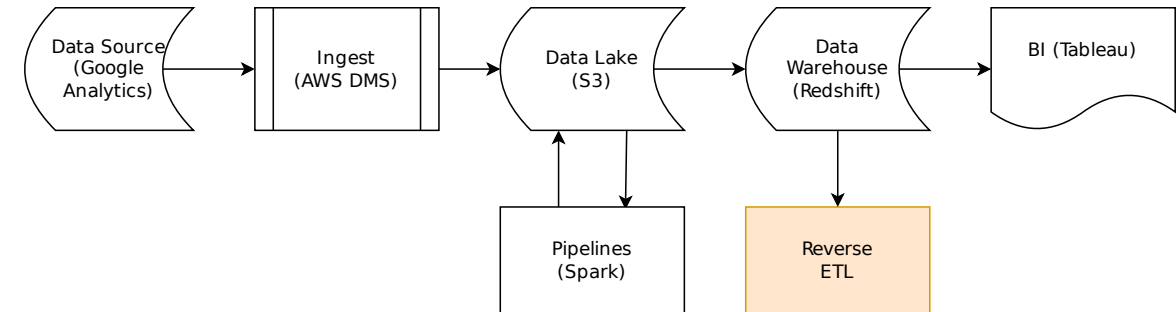 Data Source
(Google
Analytics)
Ingest
(AWS DMS)
Data Lake
(S3)
Data
Warehouse
(Redshift)
BI (Tableau)
Pipelines
(Spark)
Reverse
ETL